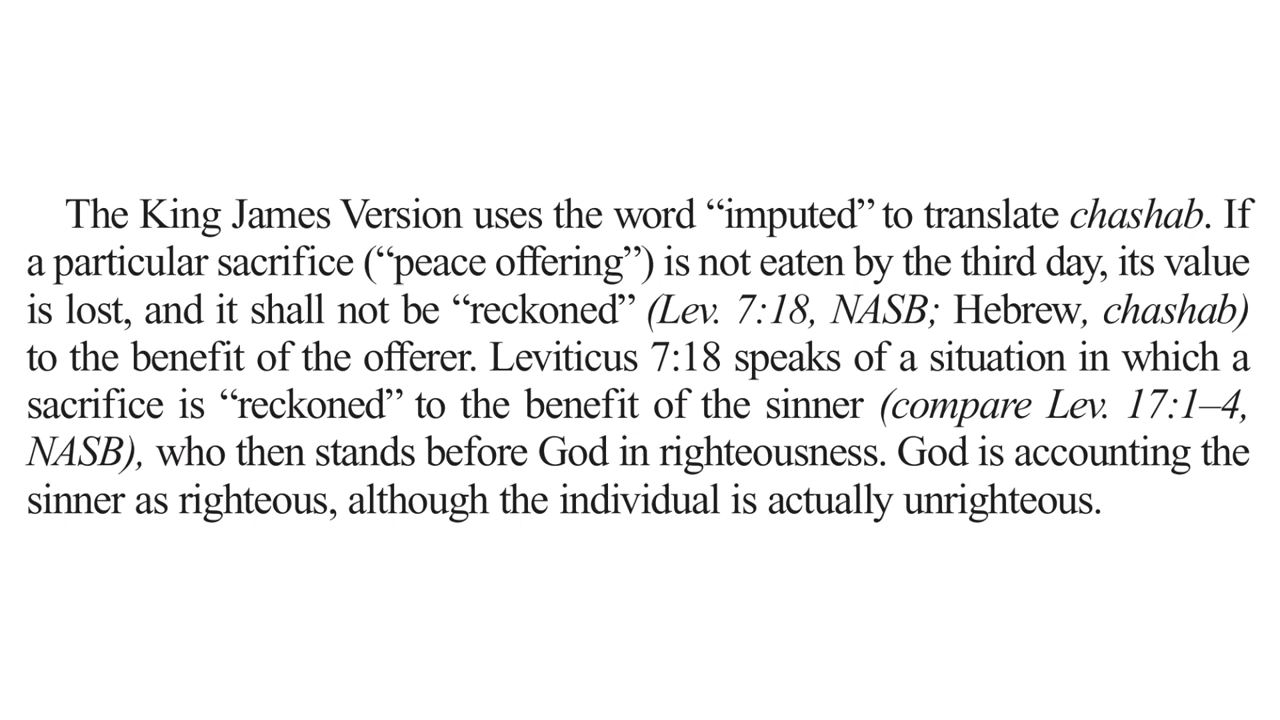 The King James Version uses the word “imputed” to translate chashab. If
a particular sacrifice (“peace offering”) is not eaten by the third day, its value
is lost, and it shall not be “reckoned” (Lev. 7:18, NASB; Hebrew, chashab)
to the benefit of the offerer. Leviticus 7:18 speaks of a situation in which a
sacrifice is “reckoned” to the benefit of the sinner (compare Lev. 17:1–4,
NASB), who then stands before God in righteousness. God is accounting the
sinner as righteous, although the individual is actually unrighteous.